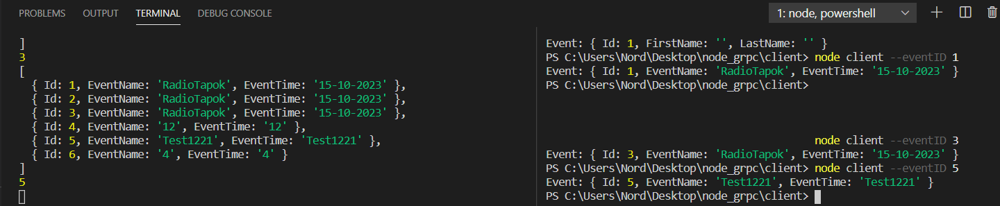 PROBLEMS OUTPUT TERMINAL DEBUG CONSOLE 1: node, powershell
]
3
[
{ Id: 1, EventName: 'RadioTapok', EventTime: '15-10-2023' },
{ Id: 2, EventName: 'RadioTapok', EventTime: '15-10-2023' },
{ Id: 3, EventName: 'RadioTapok', EventTime: '15-10-2023' },
{ Id: 4, EventName: '12', EventTime: '12' },
{ Id: 5, EventName: 'Test1221', EventTime: 'Test1221' },
{ Id: 6, EventName: '4', EventTime: '4' }
]
5
Event: { Id: 1, FirstName: '', LastName: '' }
PS C:\Users\Nord\Desktop\node_grpc\client> node client --eventID 1
Event: { Id: 1, EventName: 'RadioTapok', EventTime: '15-10-2023' }
PS C:\Users\Nord\Desktop\node_grpc\client>
node client --eventID 3
Event: { Id: 3, EventName: 'RadioTapok', EventTime: '15-10-2023' }
PS C:\Users\Nord\Desktop\node_grpc\client> node client --eventID 5
Event: { Id: 5, EventName: 'Test1221', EventTime: 'Test1221' }
PS C:\Users\Nord\Desktop\node_grpc\client>